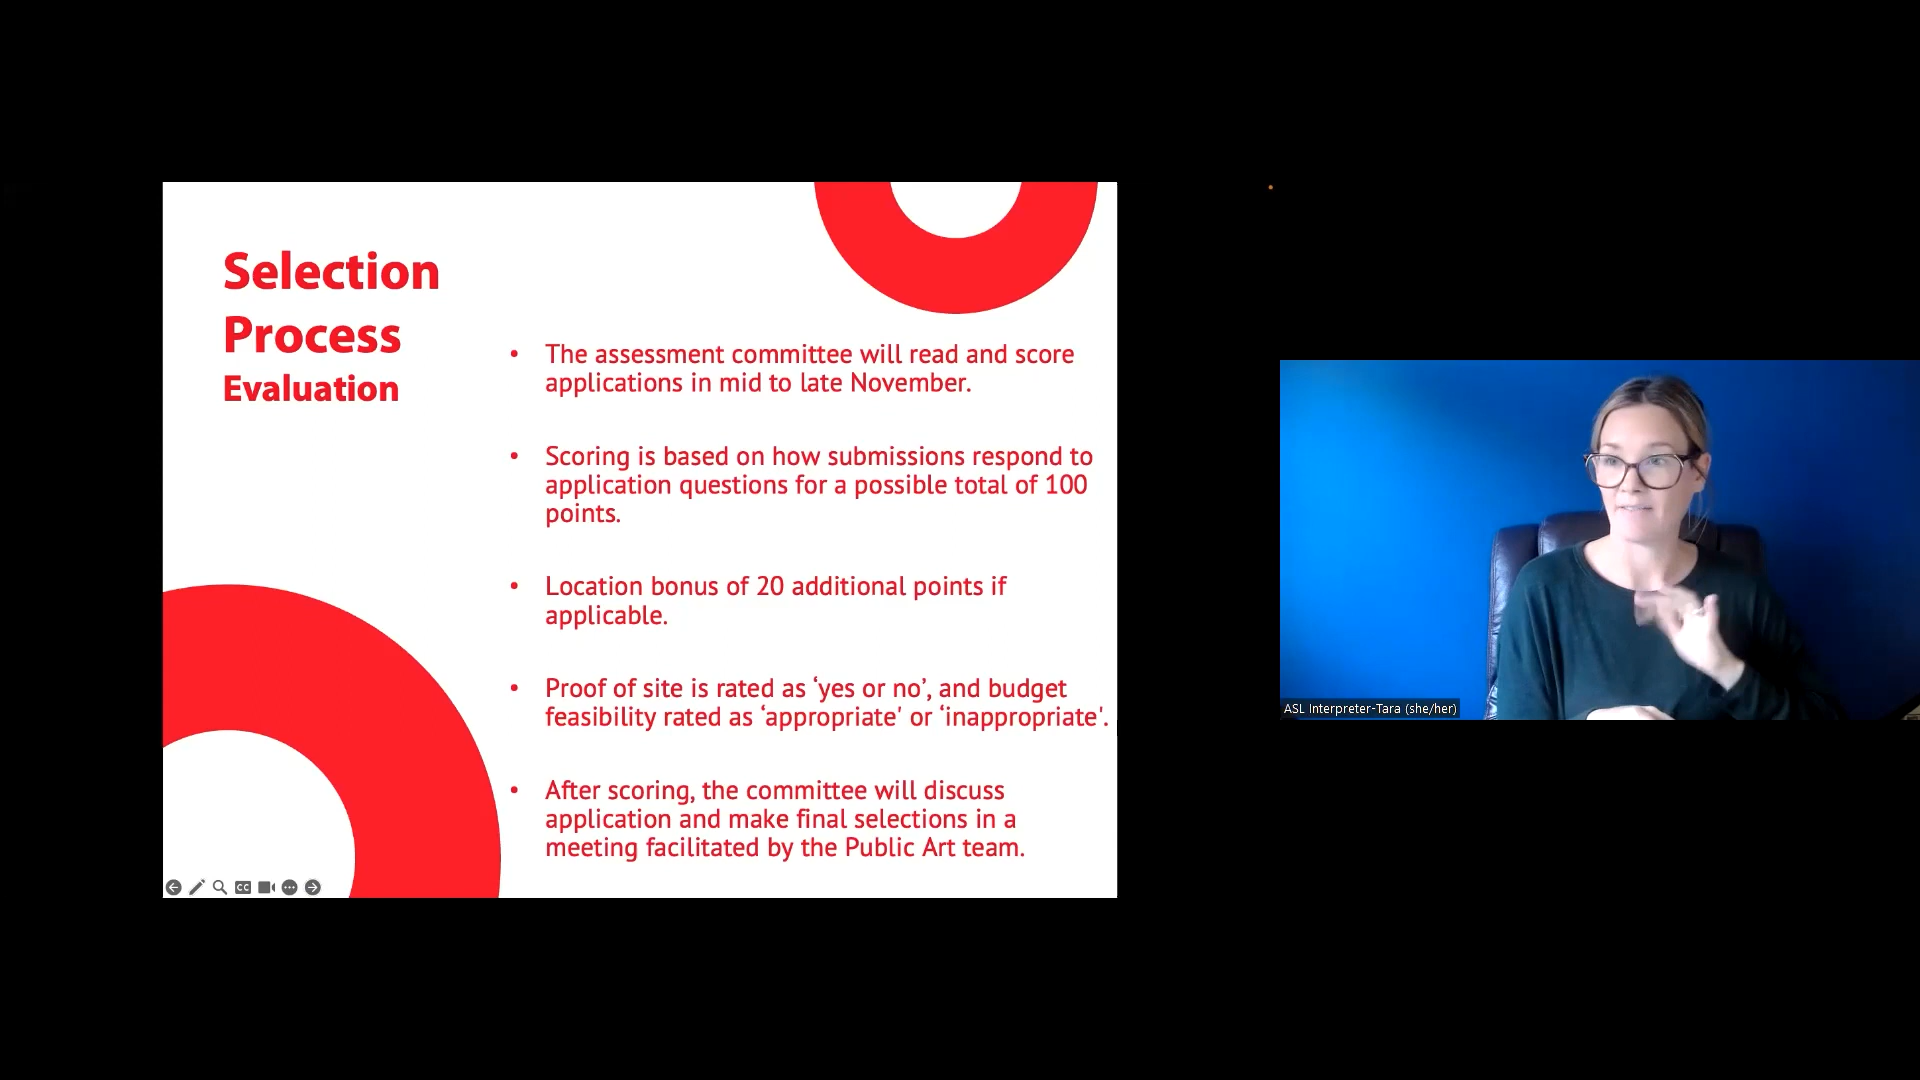 Selection
Process
Evaluation
• The assessment committee will read and score
applications in mid to late November.
• Scoring is based on how submissions respond to
application questions for a possible total of 100
points.
• Location bonus of 20 additional points if
applicable.
• Proof of site is rated as ‘yes or no’, and budget
feasibility rated as ‘appropriate' or ‘inappropriate'.
• After scoring, the committee will discuss
application and make final selections in a
meeting facilitated by the Public Art team.
CC
ASL Interpreter-Tara (she/her)